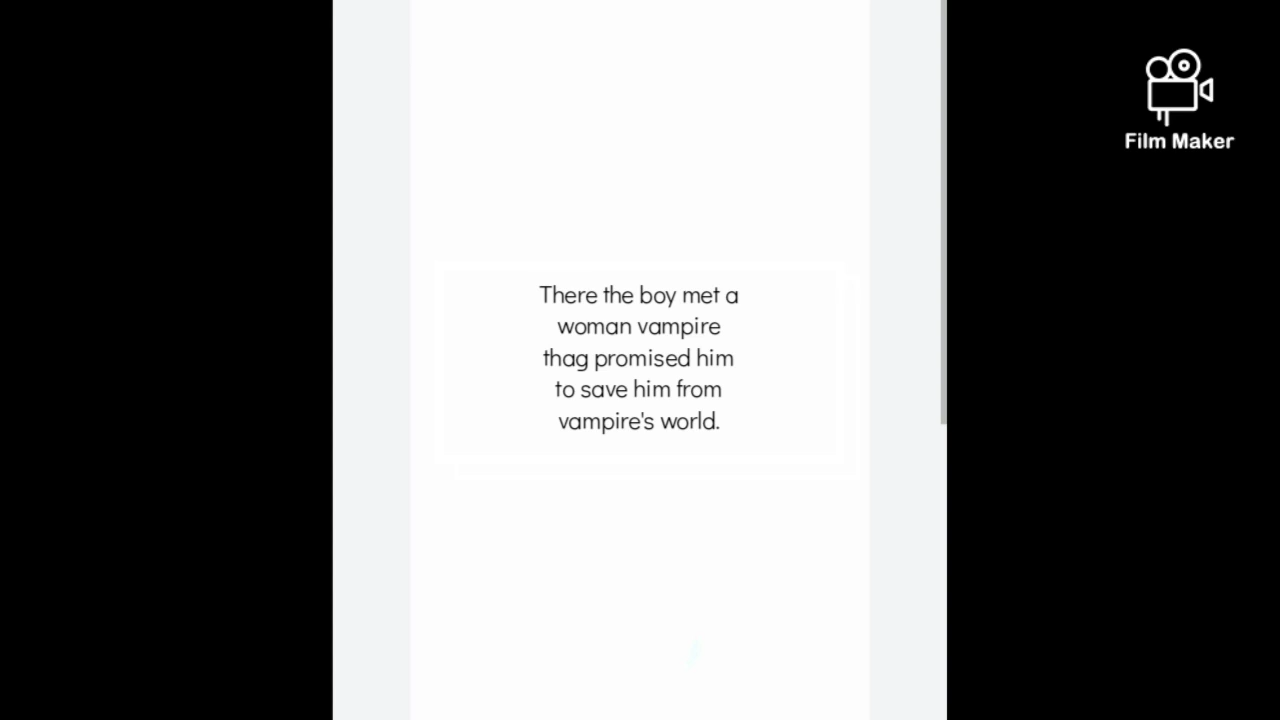 Film Maker
There the boy met a
woman vampire
thag promised him
to save him from
vampire's world.